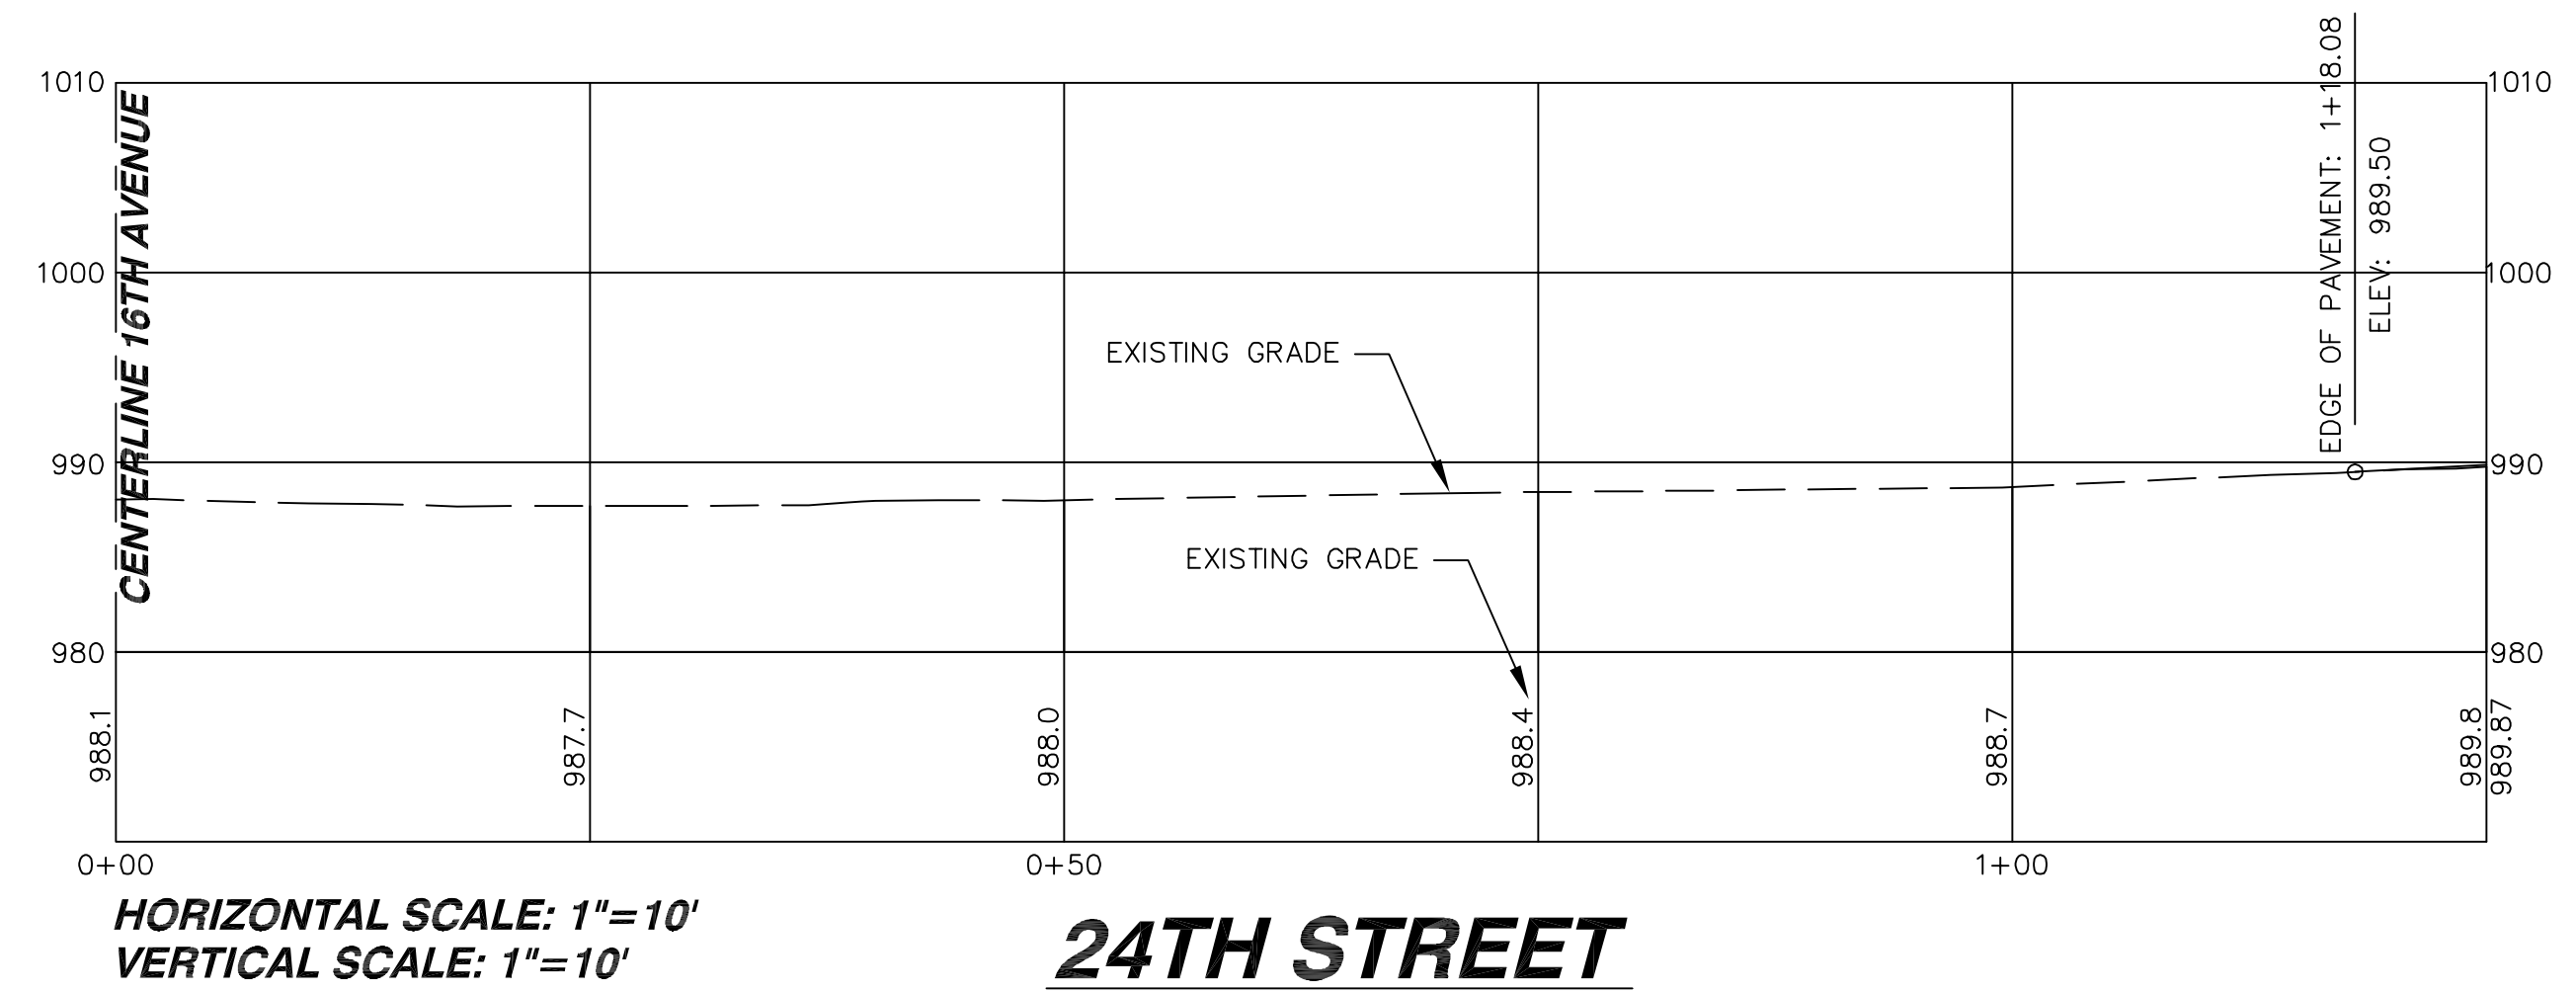 EDGE OF PAVEMENT: 1+18.08
ELEV: 989.50
1010
1010
CENTERLINE 16TH AVENUE
1000
1000
EXISTING GRADE
990
990
EXISTING GRADE
980
980
988.1
987.7
988.0
988.4
988.7
989.8
989.87
0+00
0+50
1+00
HORIZONTAL SCALE: 1"=10'
VERTICAL SCALE: 1"=10'
24TH STREET